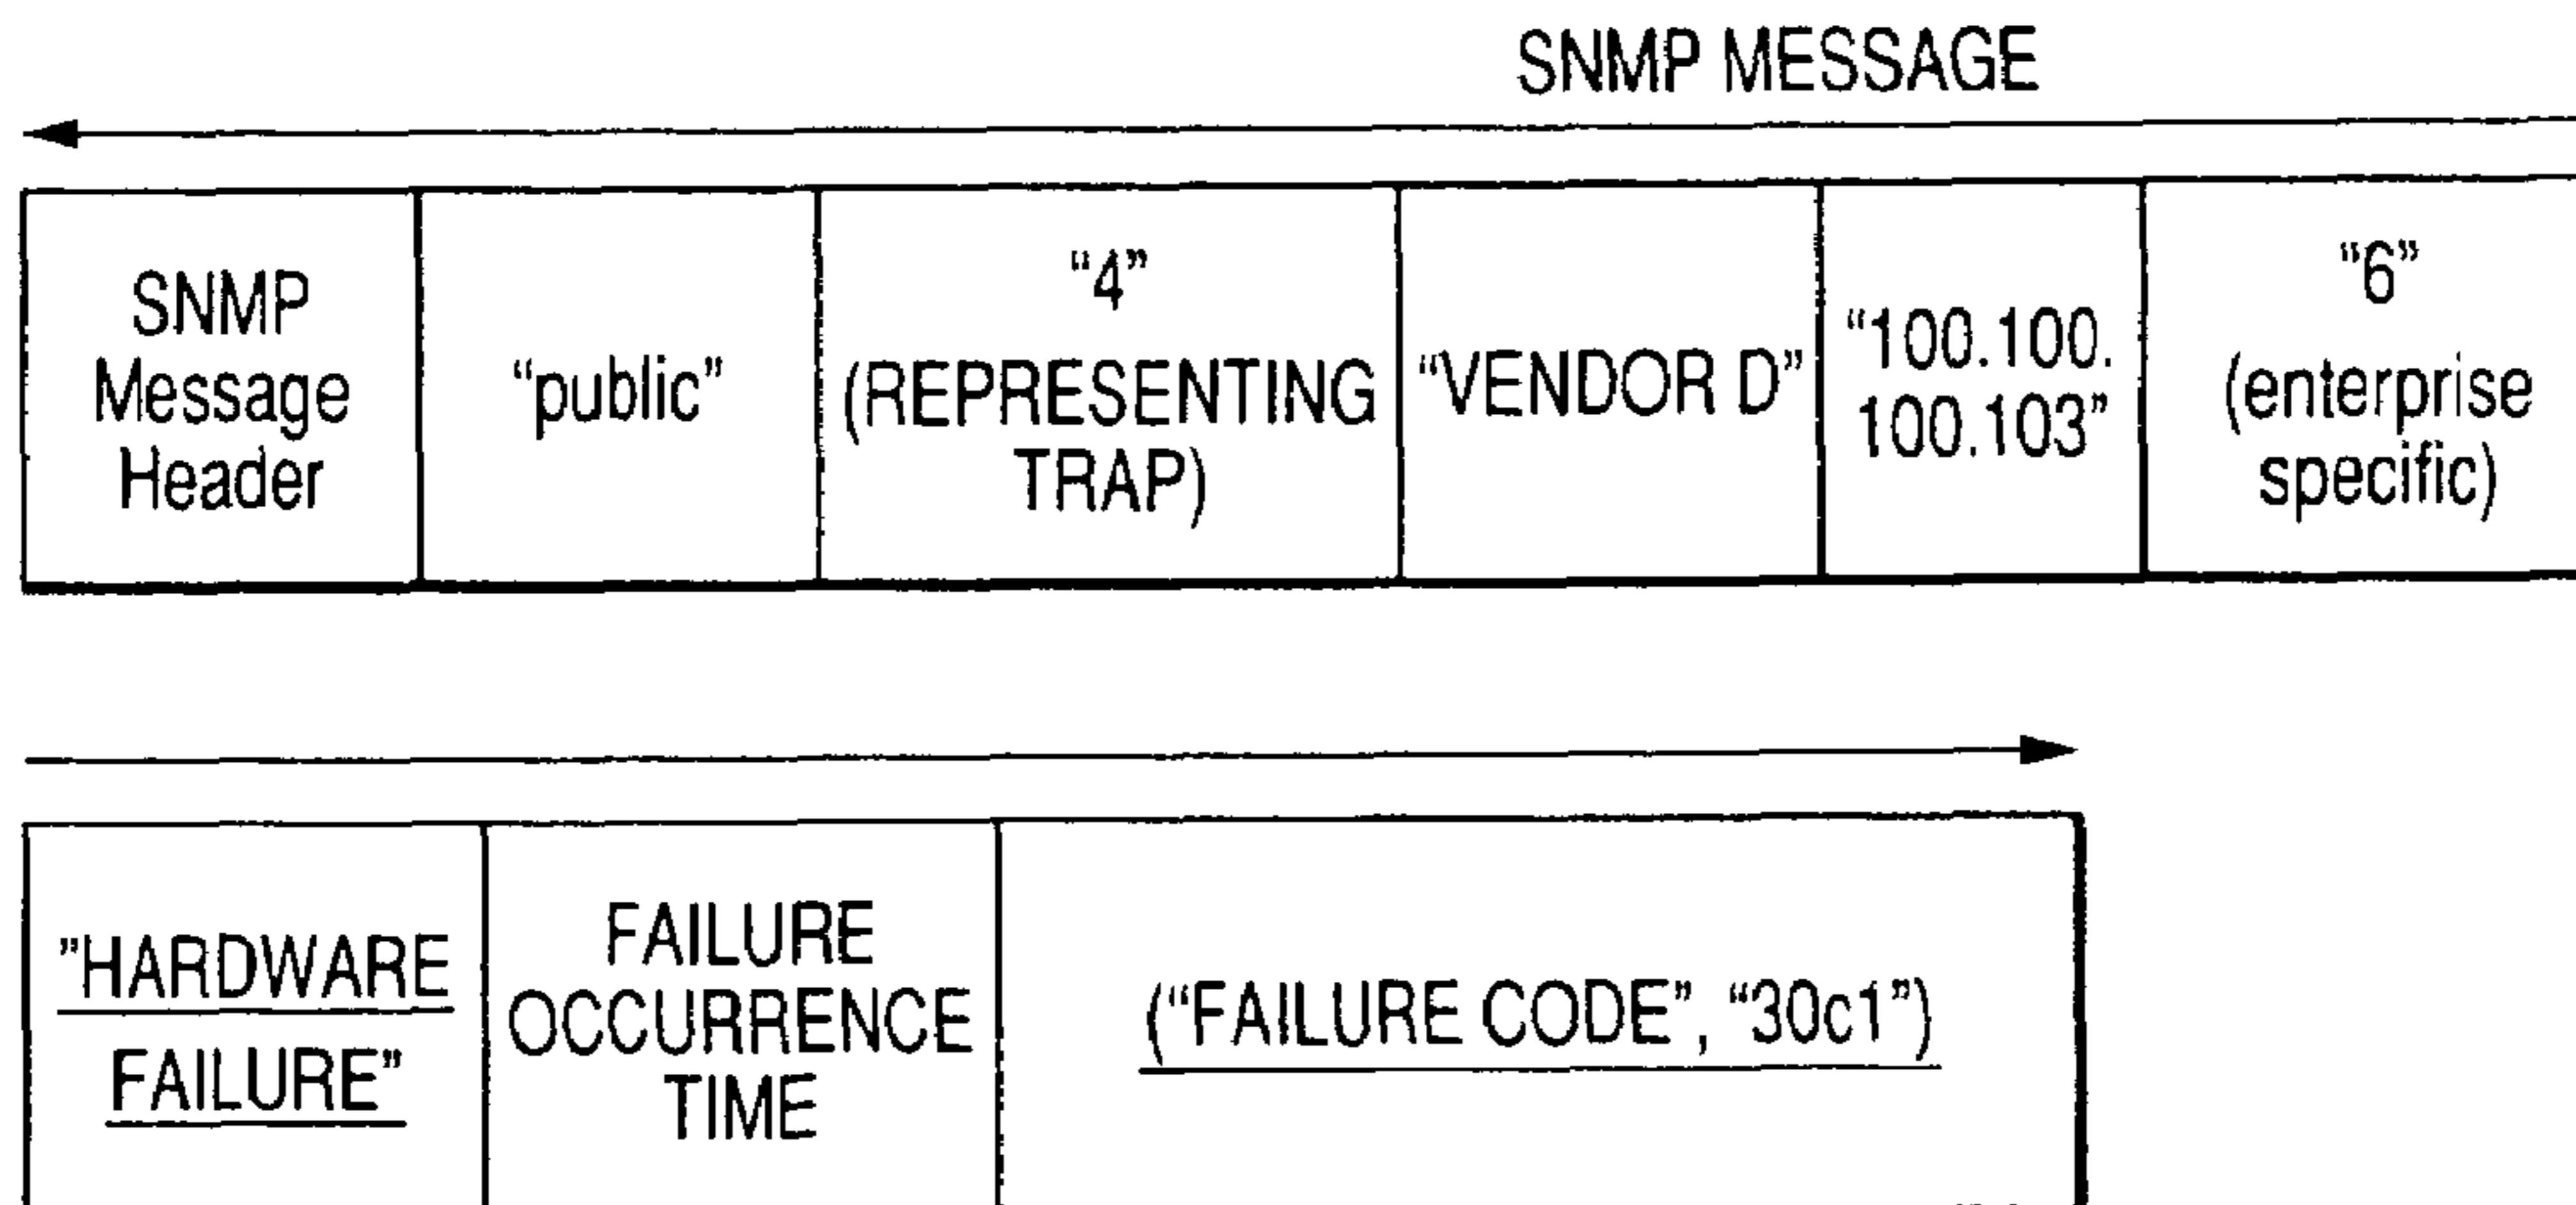 SNMP MESSAGE
SNMP
Message
Header
“public”
“4”
(REPRESENTING
TRAP)
“VENDOR D”
“100.100.
100.103”
“6”
(enterprise
specific)
”HARDWARE
FAILURE”
FAILURE
OCCURRENCE
TIME
(“FAILURE CODE”, “30c1”)